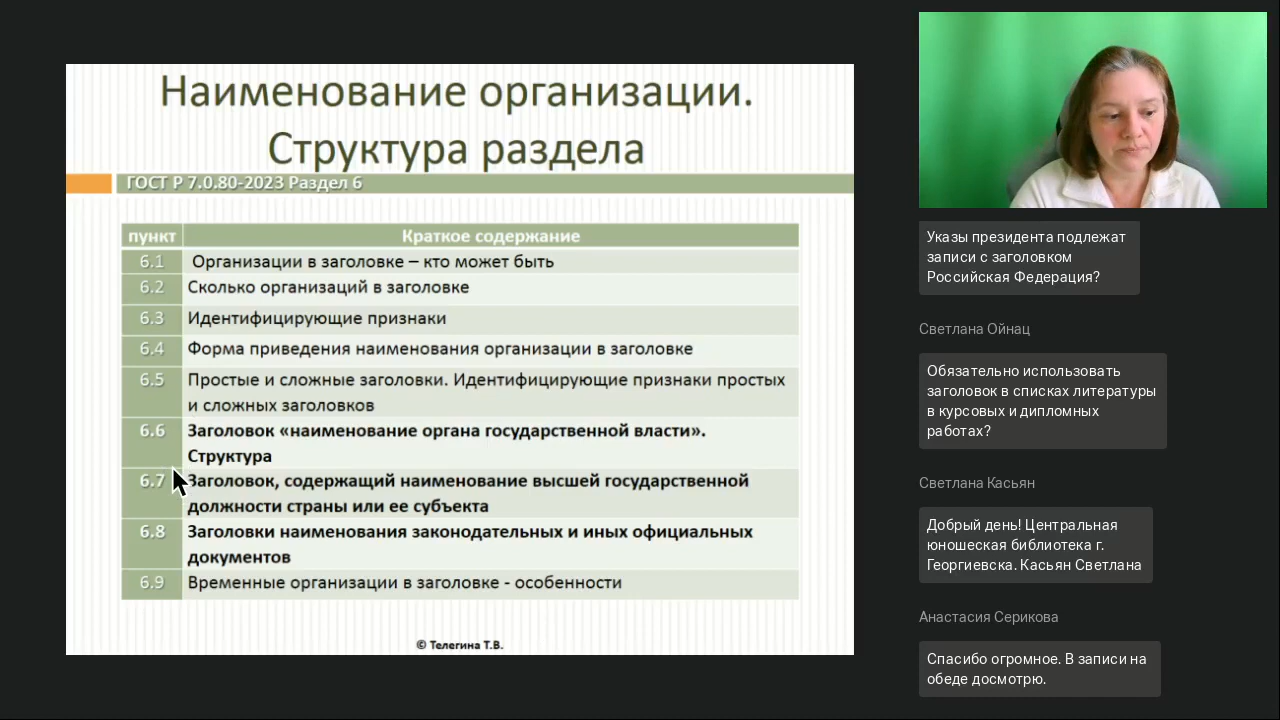 Наименование организации.
Структура раздела
ГОСТ Р 7.0.80-2023 Раздел 6
пункт Краткое содержание
6.1 Организации в заголовке – кто может быть
6.2 Сколько организаций в заголовке
6.3 Идентифицирующие признаки
6.4 Форма приведения наименования организации в заголовке
6.5 Простые и сложные заголовки. Идентифицирующие признаки простых
и сложных заголовков
6.6 Заголовок «наименование органа государственной власти».
Структура
6.7 Заголовок, содержащий наименование высшей государственной
должности страны или ее субъекта
6.8 Заголовки наименования законодательных и иных официальных
документов
6.9 Временные организации в заголовке - особенности
© Телегина Т.В.
Указы президента подлежат
записи с заголовком
Российская Федерация?
Светлана Ойнац
Обязательно использовать
заголовок в списках литературы
в курсовых и дипломных
работах?
Светлана Касьян
Добрый день! Центральная
юношеская библиотека г.
Георгиевска. Касьян Светлана
Анастасия Серикова
Спасибо огромное. В записи на
обеде досмотрю.